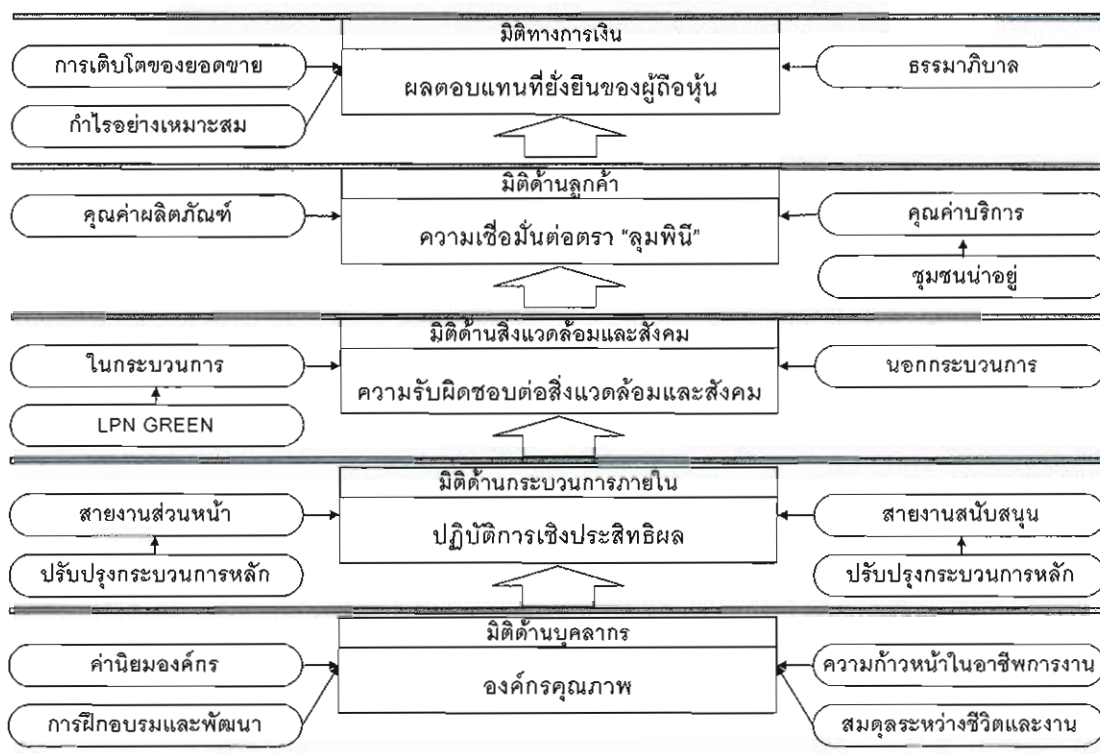 มิติทางการเงิน
การเติบโตของยอดขาย
ผลตอบแทนที่ยั่งยืนของผู้ถือหุ้น
ธรรมาภิบาล
กำไรอย่างเหมาะสม
มิติด้านลูกค้า
คุณค่าผลิตภัณฑ์
ความเชื่อมั่นต่อตรา “ลุมพินี”
คุณค่าบริการ
ชุมชนน่าอยู่
มิติด้านสิ่งแวดล้อมและสังคม
ในกระบวนการ
ความรับผิดชอบต่อสิ่งแวดล้อมและสังคม
นอกกระบวนการ
LPN GREEN
มิติด้านกระบวนการภายใน
สายงานส่วนหน้า
ปฏิบัติการเชิงประสิทธิผล
สายงานสนับสนุน
ปรับปรุงกระบวนการหลัก
ปรับปรุงกระบวนการหลัก
มิติด้านบุคลากร
ค่านิยมองค์กร
องค์กรคุณภาพ
ความก้าวหน้าในอาชีพการงาน
การฝึกอบรมและพัฒนา
สมดุลระหว่างชีวิตและงาน